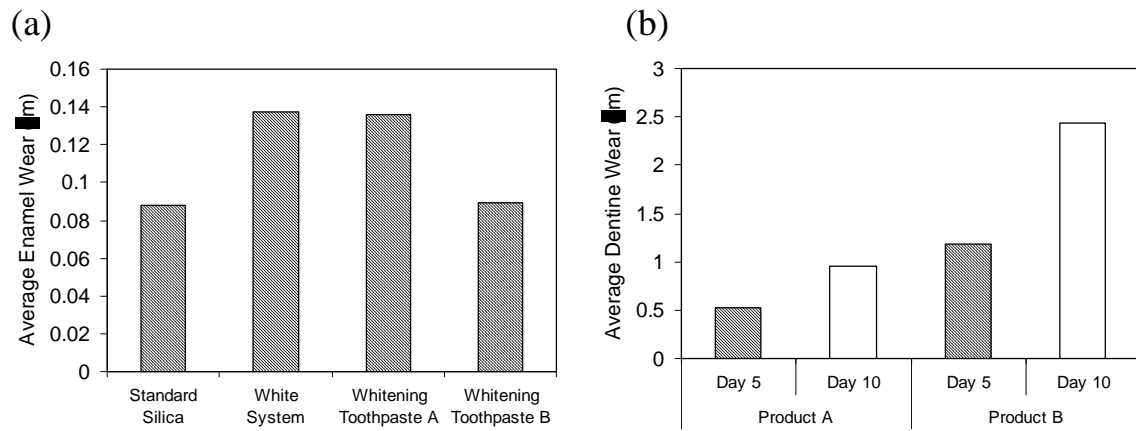 (a)
Average Enamel Wear
0.16
0.14
0.12
0.1
0.08
0.06
0.04
0.02
0
Standard Silica
White System
Whitening Toothpaste A
Whitening Toothpaste B
(b)
Average Dentine Wear
3
2.5
2
1.5
1
0.5
0
Day 5
Day 10
Day 5
Day 10
Product A
Product B